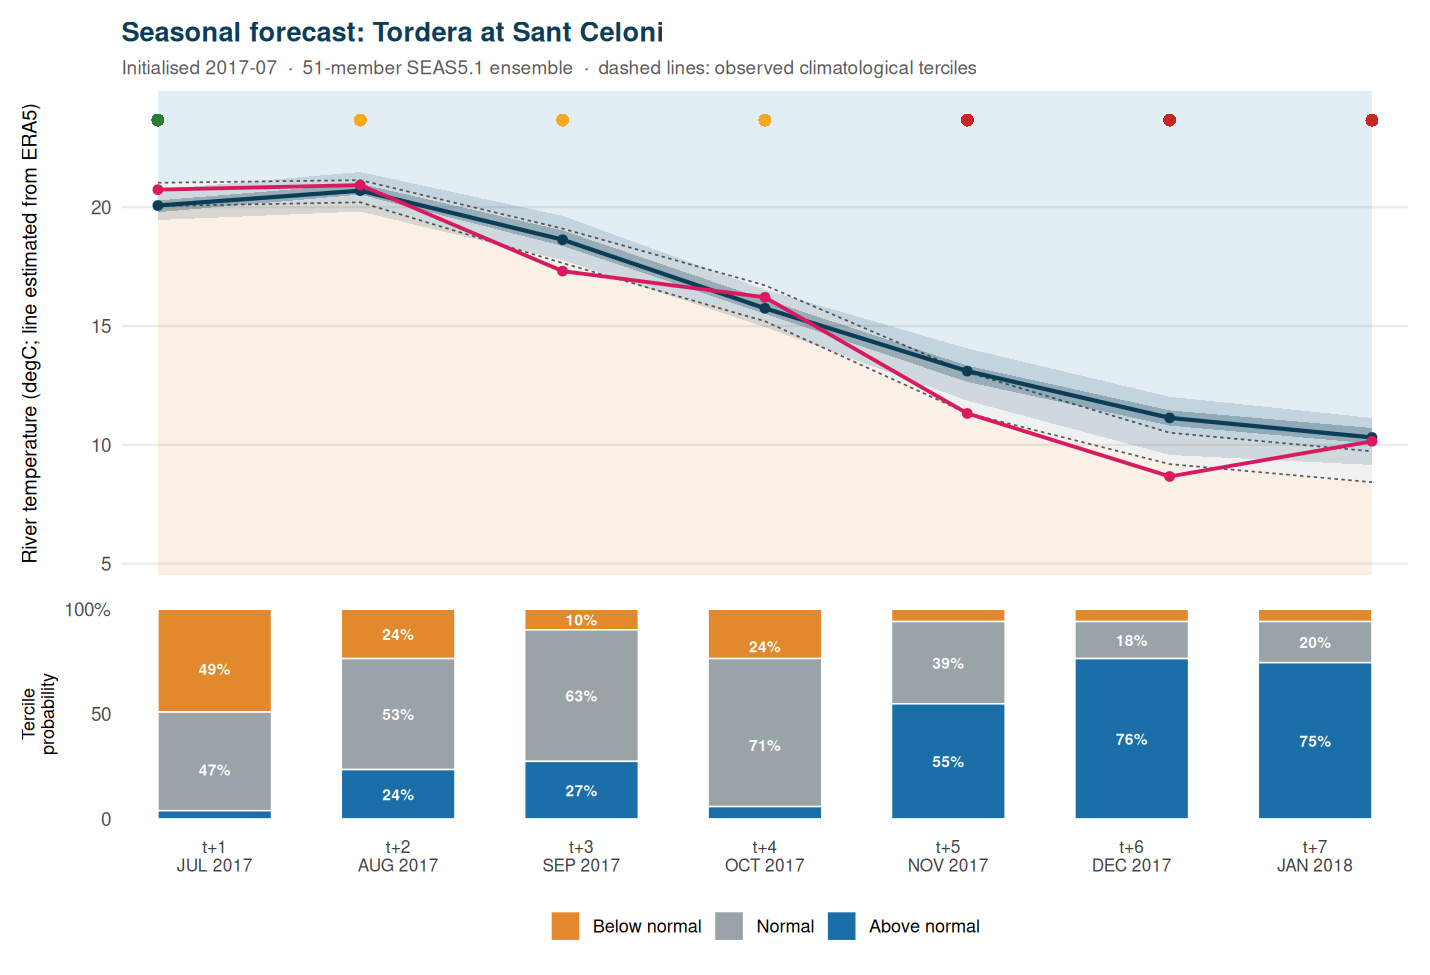 Seasonal forecast: Tordera at Sant Celoni
Initialised 2017-07 · 51-member SEAS5.1 ensemble · dashed lines: observed climatological terciles
River temperature (degC; line estimated from ERA5)
20
15
10
5
Tercile
probability
100%
50
0
49%
47%
24%
53%
24%
10%
63%
27%
24%
71%
39%
55%
18%
76%
20%
75%
t+1
JUL 2017
t+2
AUG 2017
t+3
SEP 2017
t+4
OCT 2017
t+5
NOV 2017
t+6
DEC 2017
t+7
JAN 2018
Below normal
Normal
Above normal